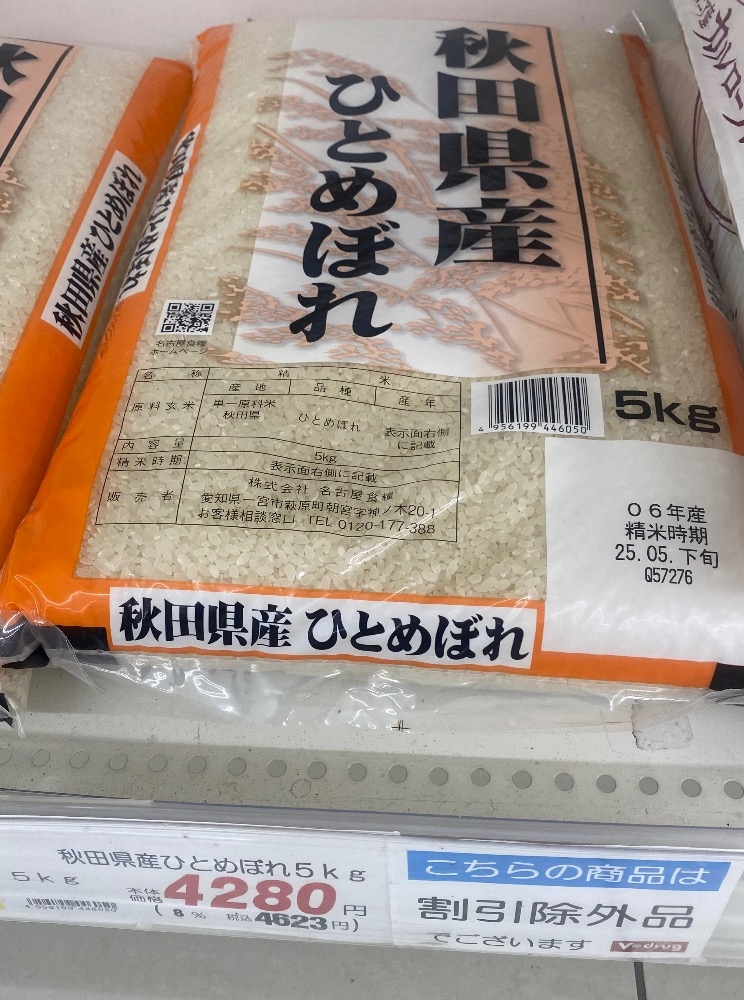 秋田県産
ひとめぼれ
秋田県産 ひとめぼれ
名古屋食糧
ホームページ
名称 精米
産地 品種 産年
原料玄米 単一原料米
秋田県 ひとめぼれ 表示面右側
に記載
内容量 5kg
精米時期 表示面右側に記載
販売者 株式会社 名古屋食糧
愛知県一宮市萩原町朝宮字神ノ木20-1
お客様相談窓口 TEL 0120-177-388
4 956199 446050
5kg
06年産
精米時期
25.05.下旬
Q57276
秋田県産 ひとめぼれ
秋田県産ひとめぼれ5kg
5kg 本体
価格 4280円
(8% 税込4623円)
4 956199 446050
こちらの商品は
割引除外品
でございます
V・drug